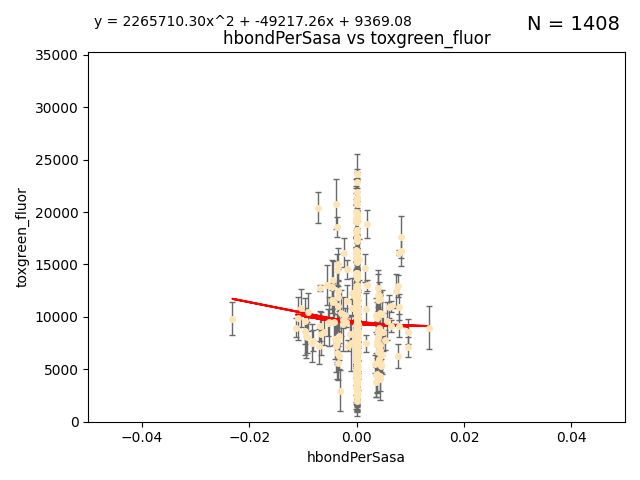 y = 2265710.30x^2 + -49217.26x + 9369.08
N = 1408
hbondPerSasa vs toxgreen_fluor
35000
30000
25000
20000
15000
10000
5000
0
toxgreen_fluor
−0.04
−0.02
0.00
0.02
0.04
hbondPerSasa